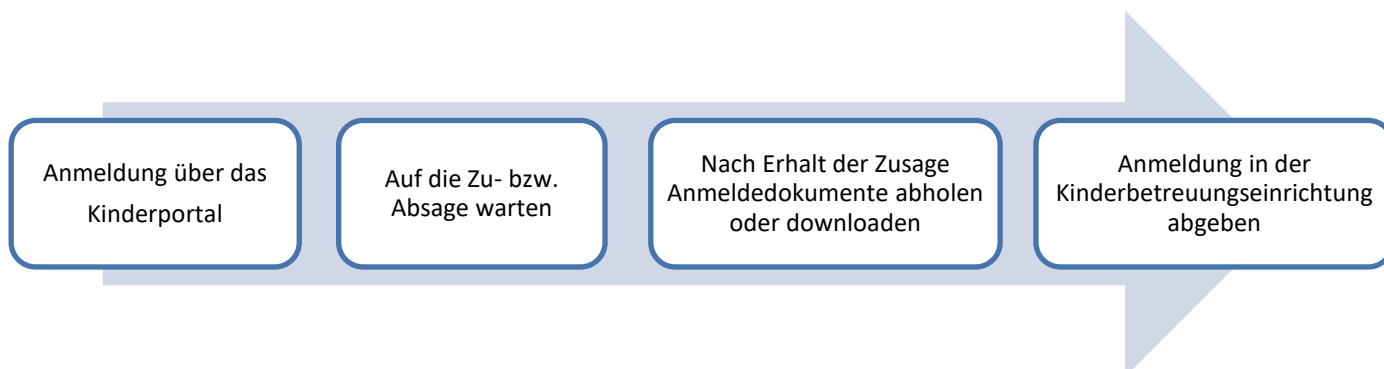 Anmeldung über das
Kinderportal
Auf die Zu- bzw.
Absage warten
Nach Erhalt der Zusage
Anmeldedokumente abholen
oder downloaden
Anmeldung in der
Kinderbetreuungseinrichtung
abgeben